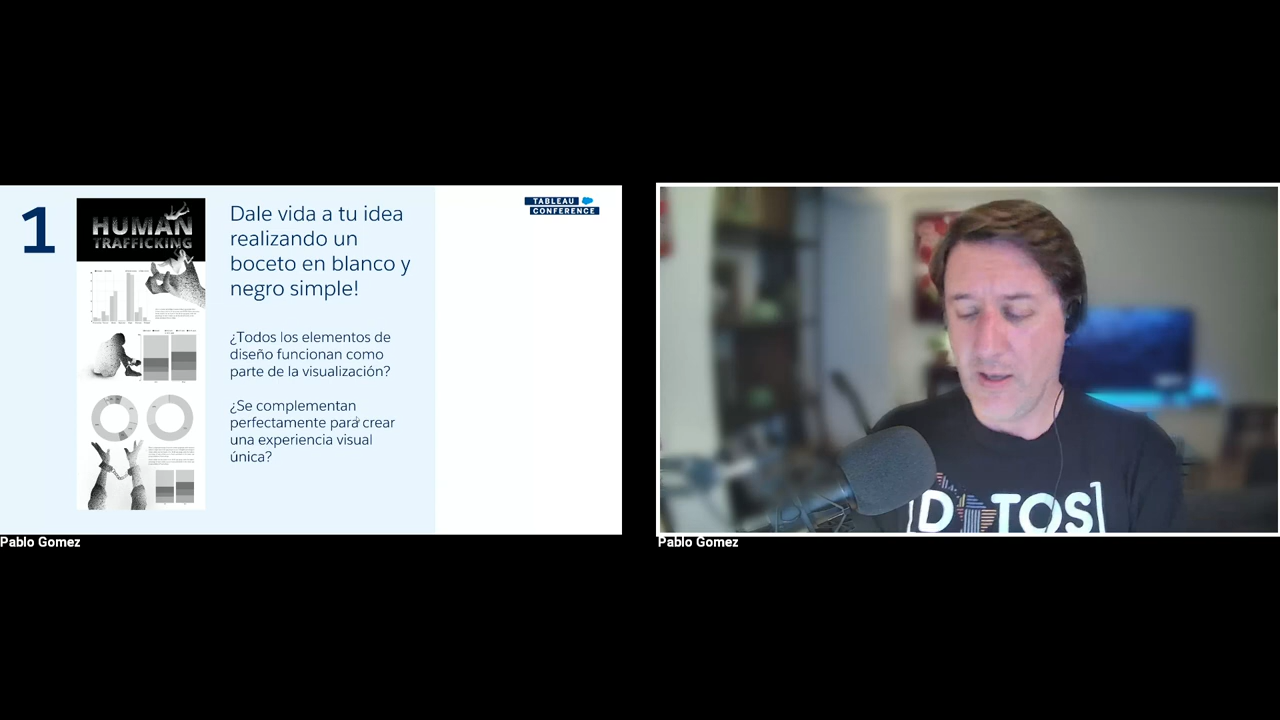 1
HUMAN
TRAFFICKING
Dale vida a tu idea
realizando un
boceto en blanco y
negro simple!
¿Todos los elementos de
diseño funcionan como
parte de la visualización?
¿Se complementan
perfectamente para crear
una experiencia visual
única?
TABLEAU
CONFERENCE
Pablo Gomez
[DATOS]
Pablo Gomez